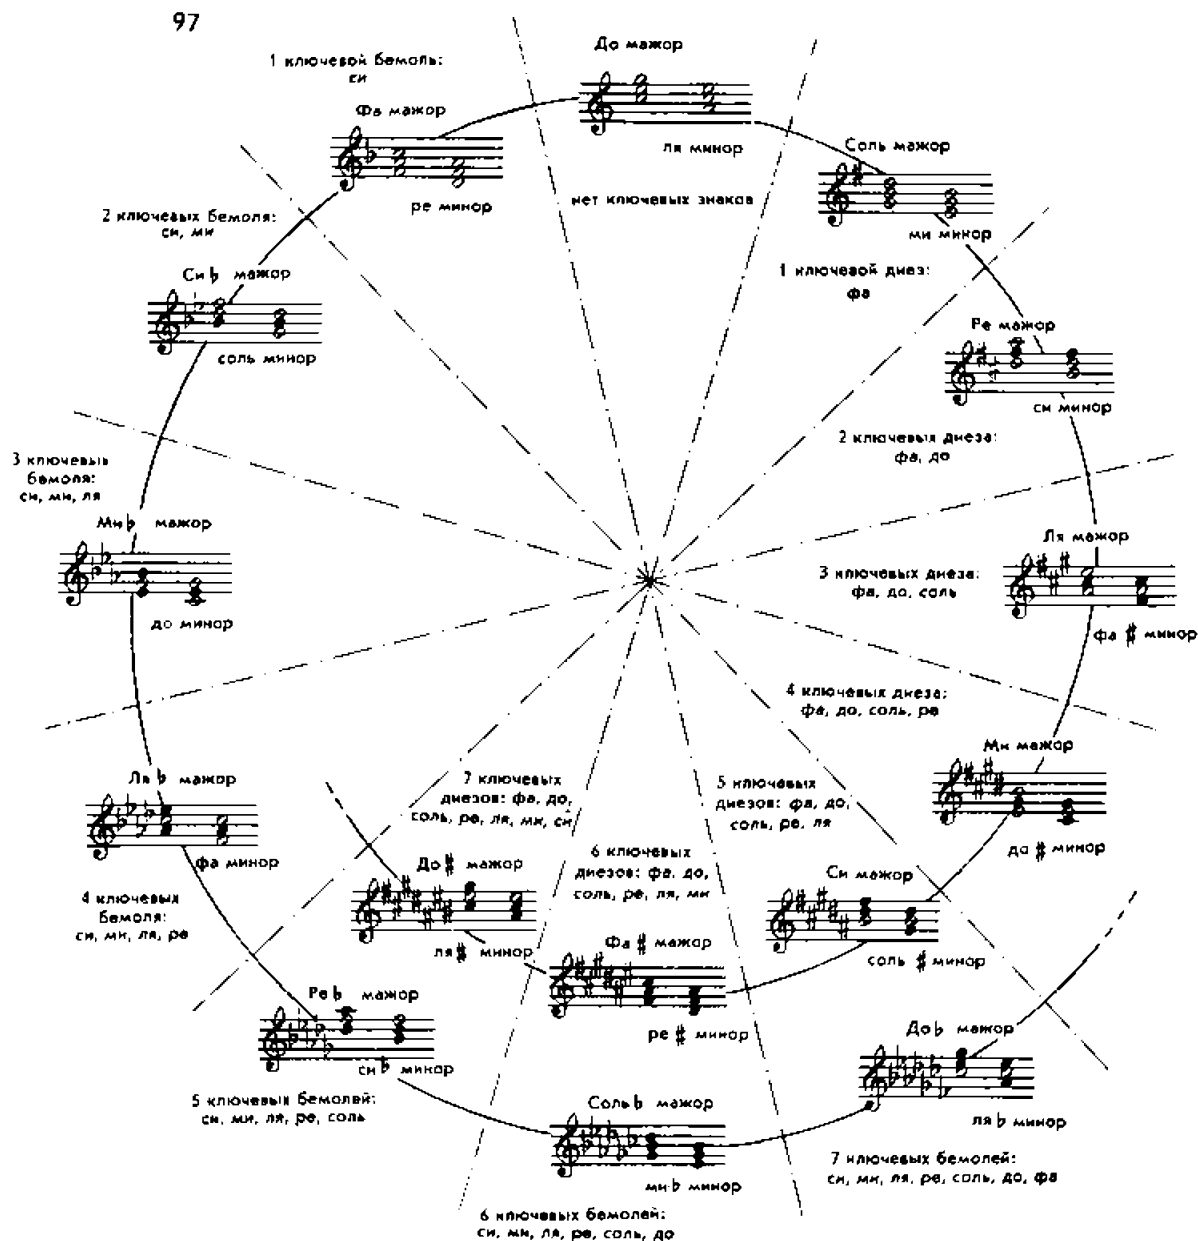 97
До мажор
ля минор
нет ключевых знаков
Соль мажор
ми минор
1 ключевой диез:
фа
Ре мажор
си минор
2 ключевых диеза:
фа, до
Ля мажор
3 ключевых диеза:
фа, до, соль
фа ♯ минор
4 ключевых диеза:
фа, до, соль, ре
Ми мажор
до ♯ минор
5 ключевых
диезов: фа, до,
соль, ре, ля
Си мажор
соль ♯ минор
6 ключевых
диезов: фа, до,
соль, ре, ля, ми
Фа ♯ мажор
ре ♯ минор
7 ключевых
диезов: фа, до,
соль, ре, ля, ми, си
До ♯ мажор
ля ♯ минор
1 ключевой бемоль:
си
Фа мажор
ре минор
2 ключевых бемоля:
си, ми
Си ♭ мажор
соль минор
3 ключевых
бемоля:
си, ми, ля
Ми ♭ мажор
до минор
Ля ♭ мажор
фа минор
4 ключевых
бемоля:
си, ми, ля, ре
Ре ♭ мажор
си ♭ минор
5 ключевых бемолей:
си, ми, ля, ре, соль
Соль ♭ мажор
ми ♭ минор
6 ключевых бемолей:
си, ми, ля, ре, соль, до
До ♭ мажор
ля ♭ минор
7 ключевых бемолей:
си, ми, ля, ре, соль, до, фа